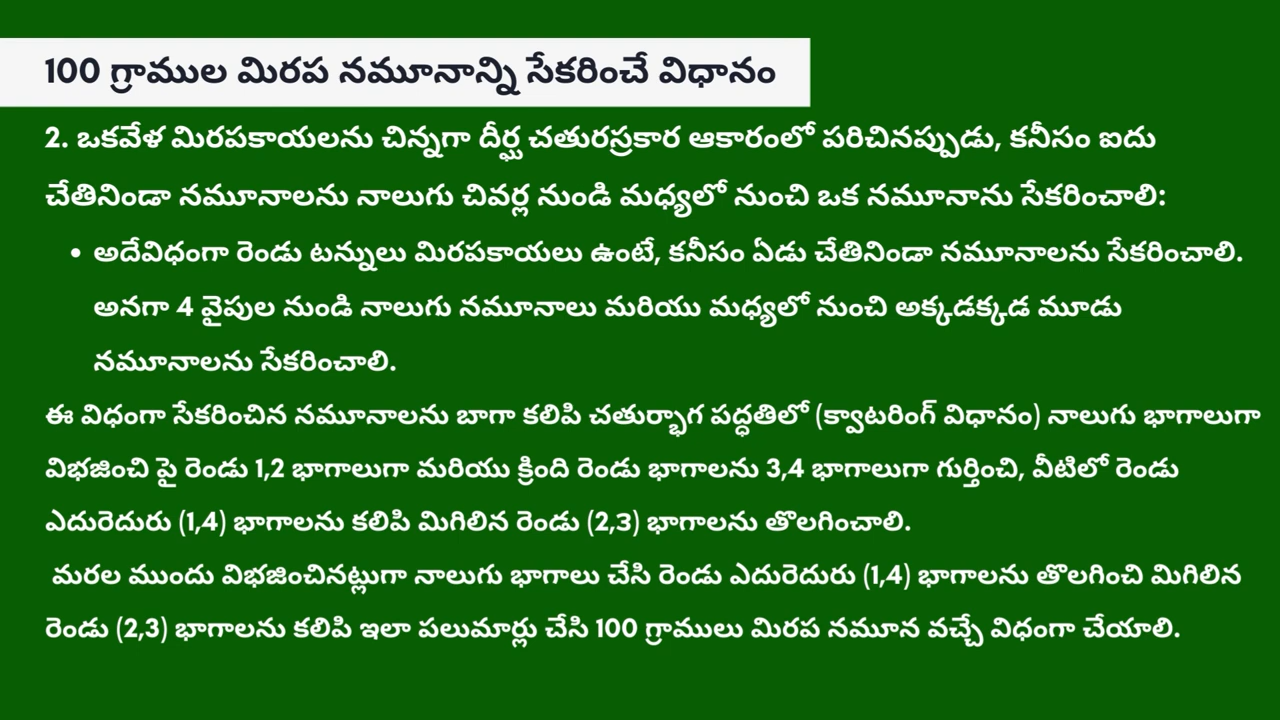 100 గ్రాముల మిరప నమూనాన్ని సేకరించే విధానం
2. ఒకవేళ మిరపకాయలను చిన్నగా దీర్ఘ చతురస్రకార ఆకారంలో పరిచినప్పుడు, కనీసం ఐదు
చేతినిండా నమూనాలను నాలుగు చివర్ల నుండి మధ్యలో నుంచి ఒక నమూనాను సేకరించాలి:
• అదేవిధంగా రెండు టన్నులు మిరపకాయలు ఉంటే, కనీసం ఏడు చేతినిండా నమూనాలను సేకరించాలి.
అనగా 4 వైపుల నుండి నాలుగు నమూనాలు మరియు మధ్యలో నుంచి అక్కడక్కడ మూడు
నమూనాలను సేకరించాలి.
ఈ విధంగా సేకరించిన నమూనాలను బాగా కలిపి చతుర్భాగ పద్ధతిలో (క్వాటరింగ్ విధానం) నాలుగు భాగాలుగా
విభజించి పై రెండు 1,2 భాగాలుగా మరియు క్రింది రెండు భాగాలను 3,4 భాగాలుగా గుర్తించి, వీటిలో రెండు
ఎదురెదురు (1,4) భాగాలను కలిపి మిగిలిన రెండు (2,3) భాగాలను తొలగించాలి.
మరల ముందు విభజించినట్లుగా నాలుగు భాగాలు చేసి రెండు ఎదురెదురు (1,4) భాగాలను తొలగించి మిగిలిన
రెండు (2,3) భాగాలను కలిపి ఇలా పలుమార్లు చేసి 100 గ్రాములు మిరప నమూన వచ్చే విధంగా చేయాలి.